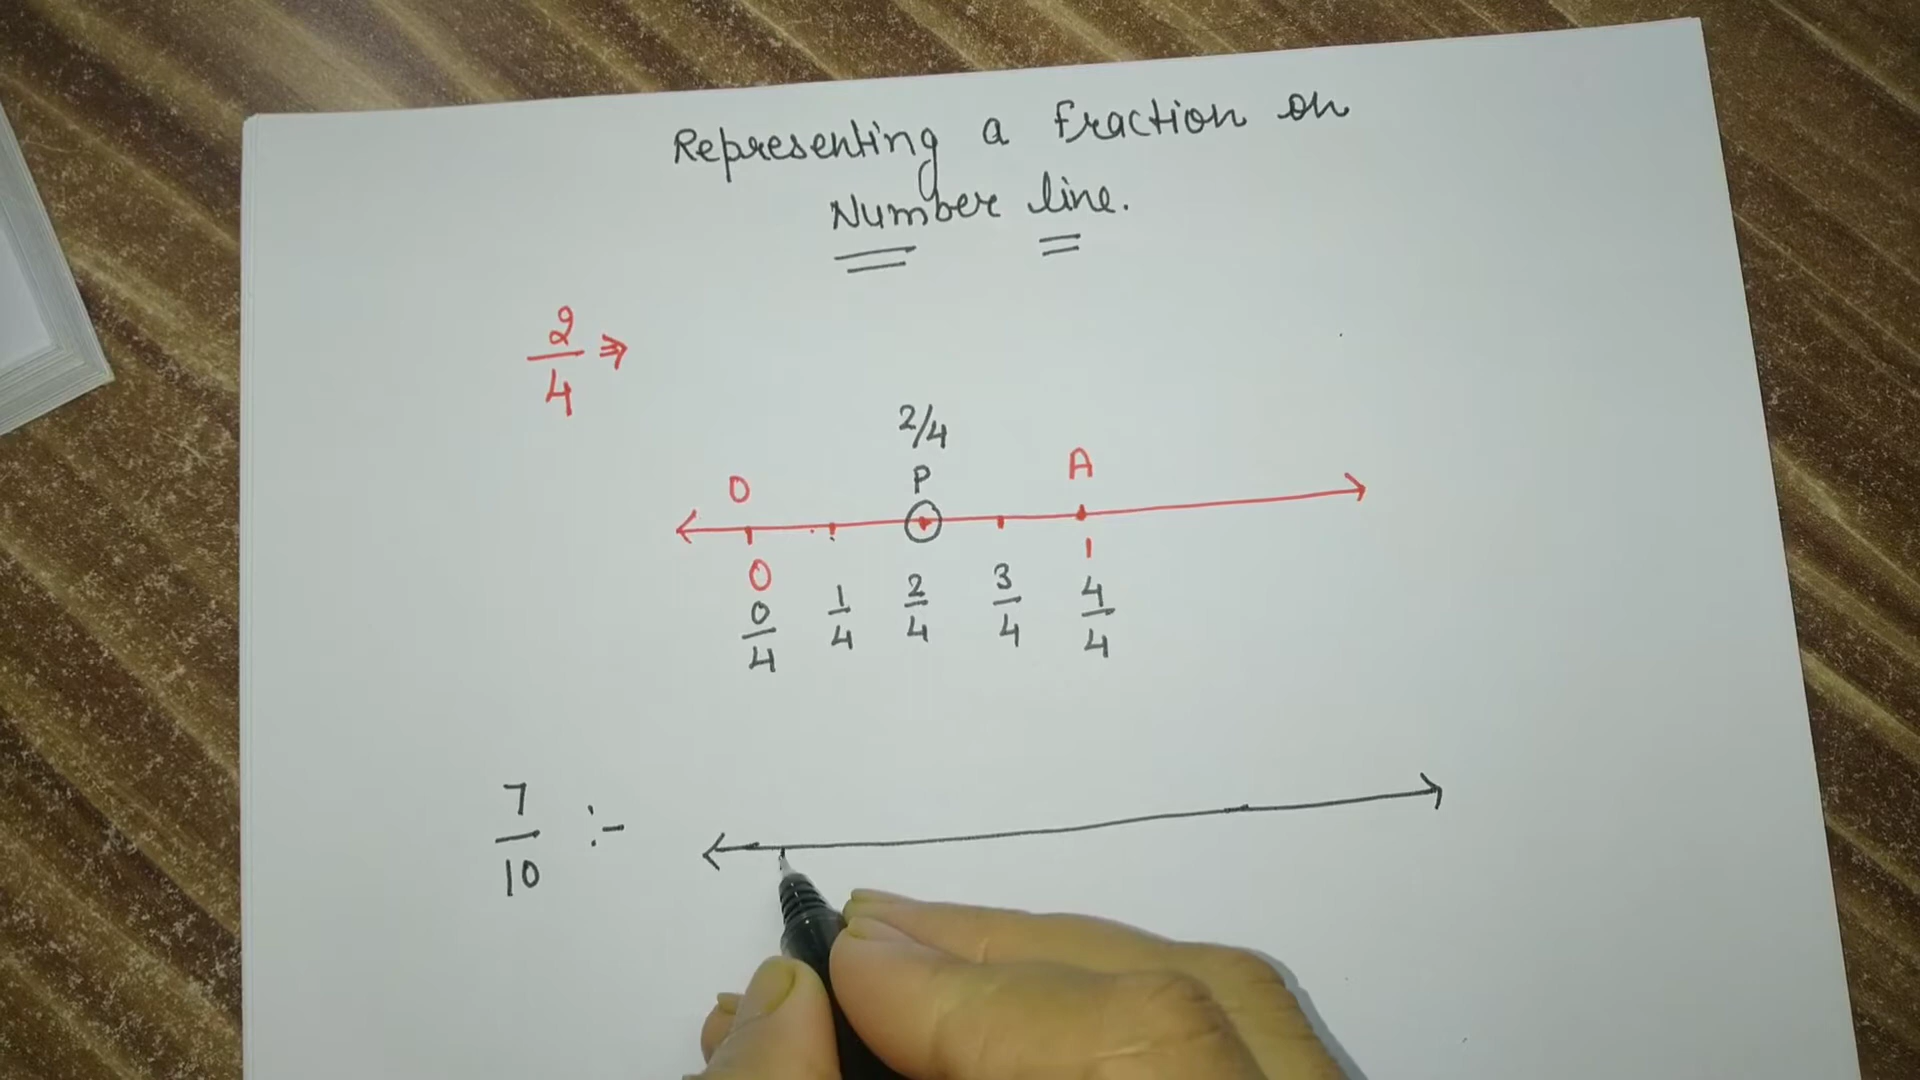 Representing a fraction on
Number line.
2/4 ⇒
2/4
O P A
0 1
0/4 1/4 2/4 3/4 4/4
7/10 :-